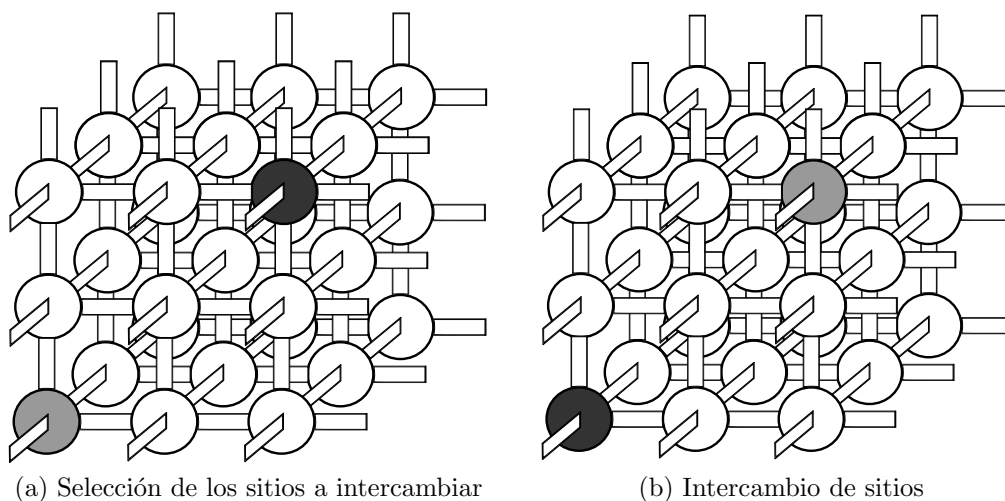 (a) Selección de los sitios a intercambiar
(b) Intercambio de sitios